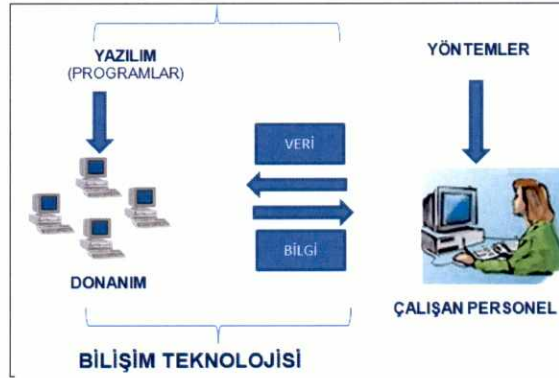 YAZILIM
(PROGRAMLAR)
YÖNTEMLER
VERİ
BİLGİ
DONANIM
ÇALIŞAN PERSONEL
BİLİŞİM TEKNOLOJİSİ